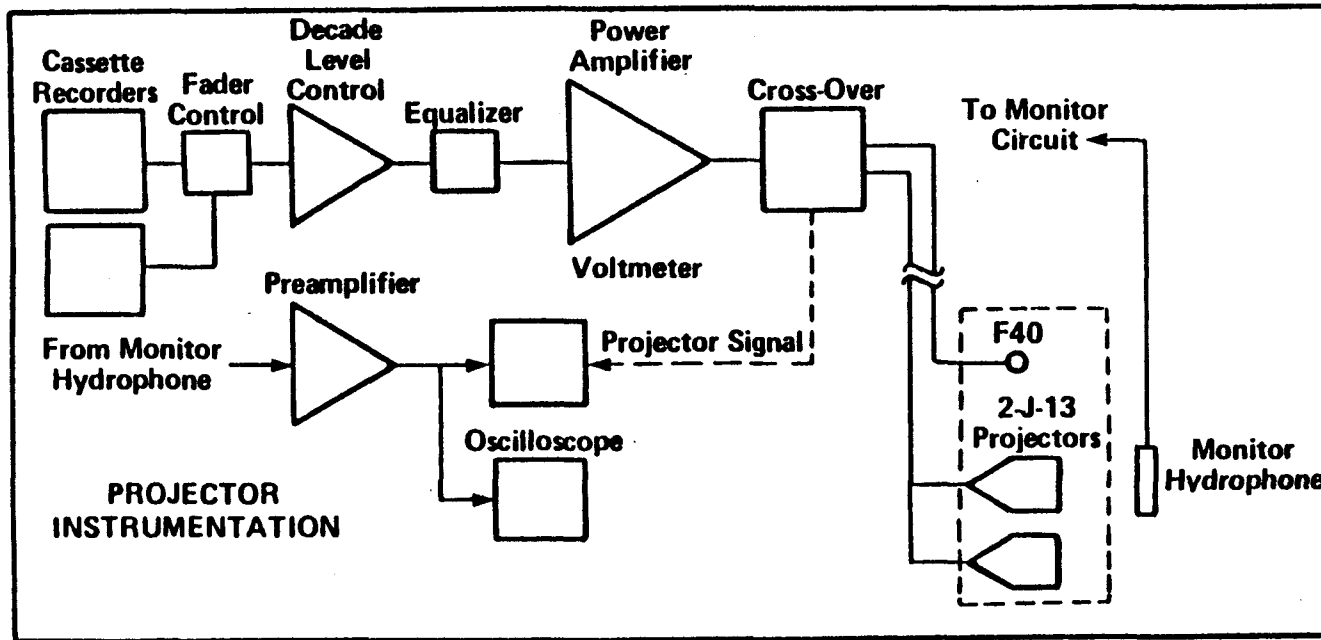 Cassette
Recorders
Fader
Control
Decade
Level
Control
Equalizer
Power
Amplifier
Cross-Over
To Monitor
Circuit
Preamplifier
Voltmeter
From Monitor
Hydrophone
Projector Signal
Oscilloscope
F40
2-J-13
Projectors
Monitor
Hydrophone
PROJECTOR
INSTRUMENTATION